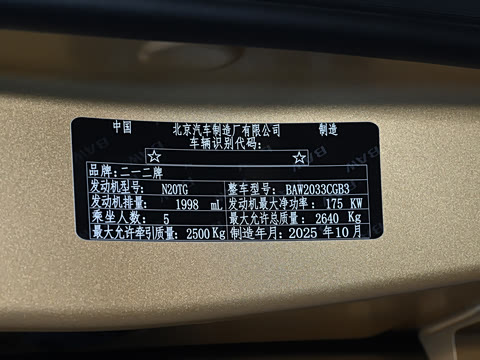 中国 北京汽车制造厂有限公司 制造
车辆识别代码:
☆ ☆
品牌:二一二牌
发动机型号: N20TG 整车型号: BAW2033CGB3
发动机排量: 1998 mL 发动机最大净功率: 175 KW
乘坐人数: 5 最大允许总质量: 2640 Kg
最大允许牵引质量: 2500Kg 制造年月: 2025 年10 月